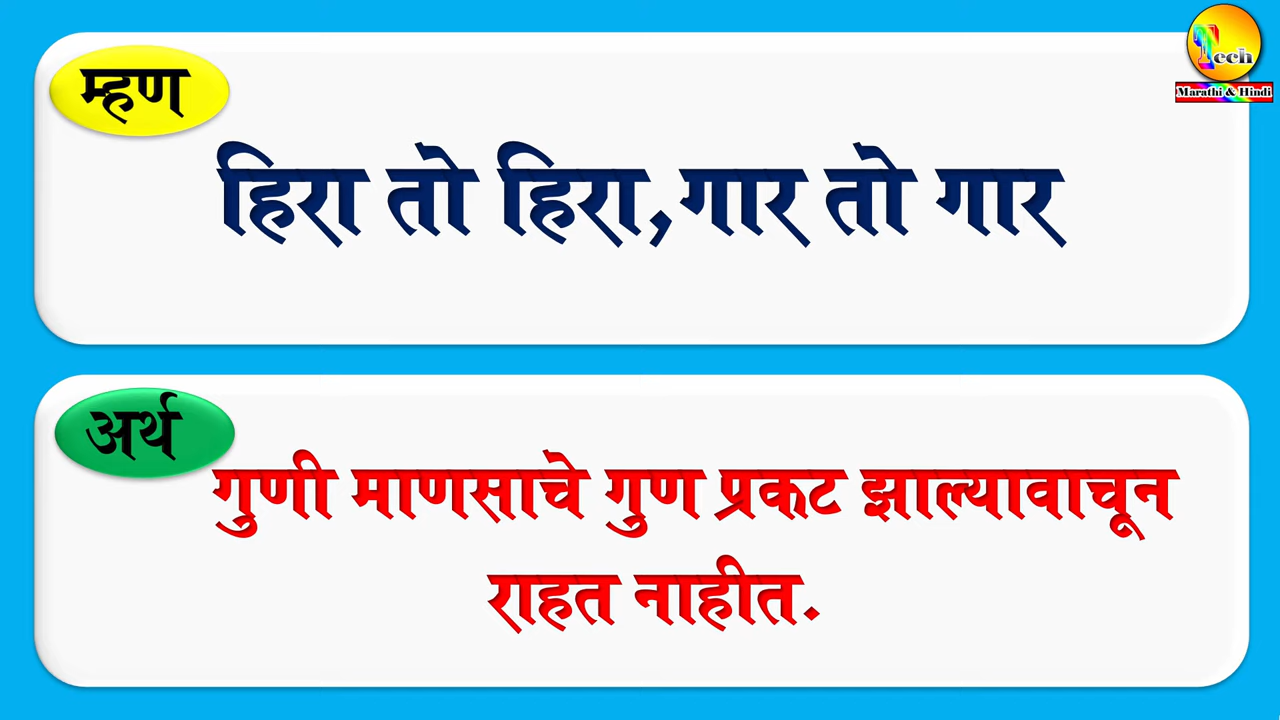 Tech
Marathi & Hindi
म्हण
हिरा तो हिरा,गार तो गार
अर्थ
गुणी माणसाचे गुण प्रकट झाल्यावाचून
राहत नाहीत.